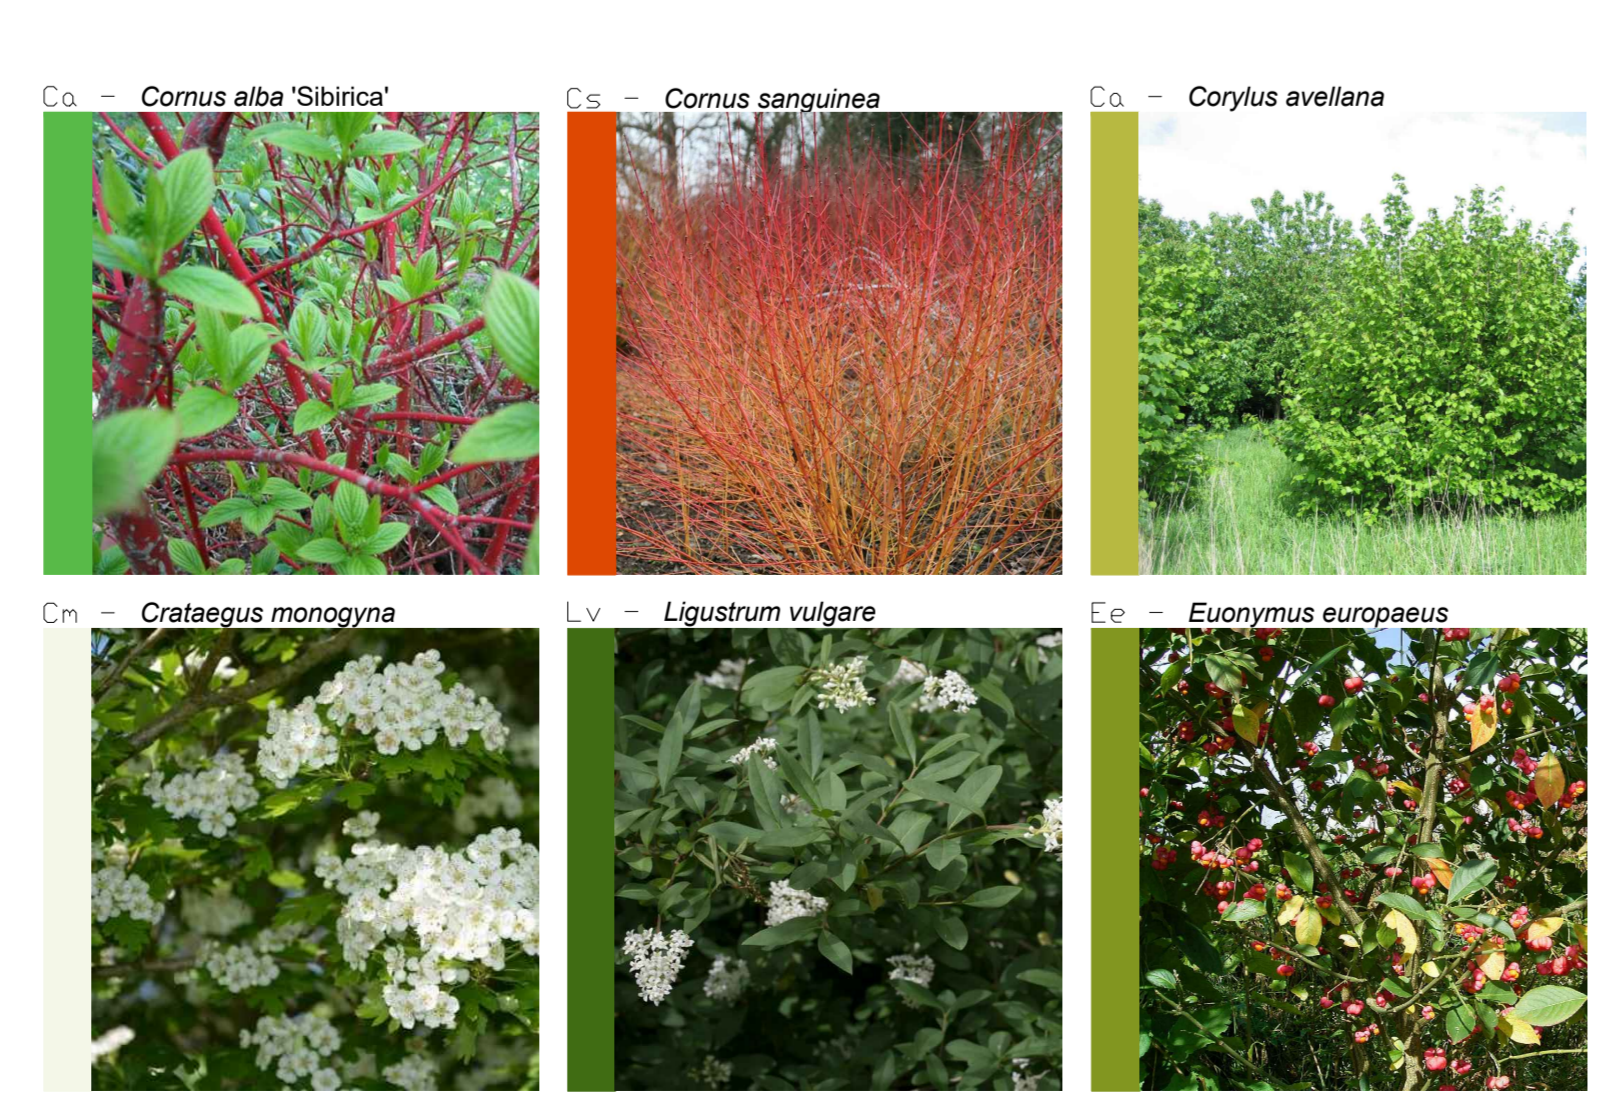 Ca - Cornus alba 'Sibirica'
Cs - Cornus sanguinea
Ca - Corylus avellana
Cm - Crataegus monogyna
Lv - Ligustrum vulgare
Ee - Euonymus europaeus